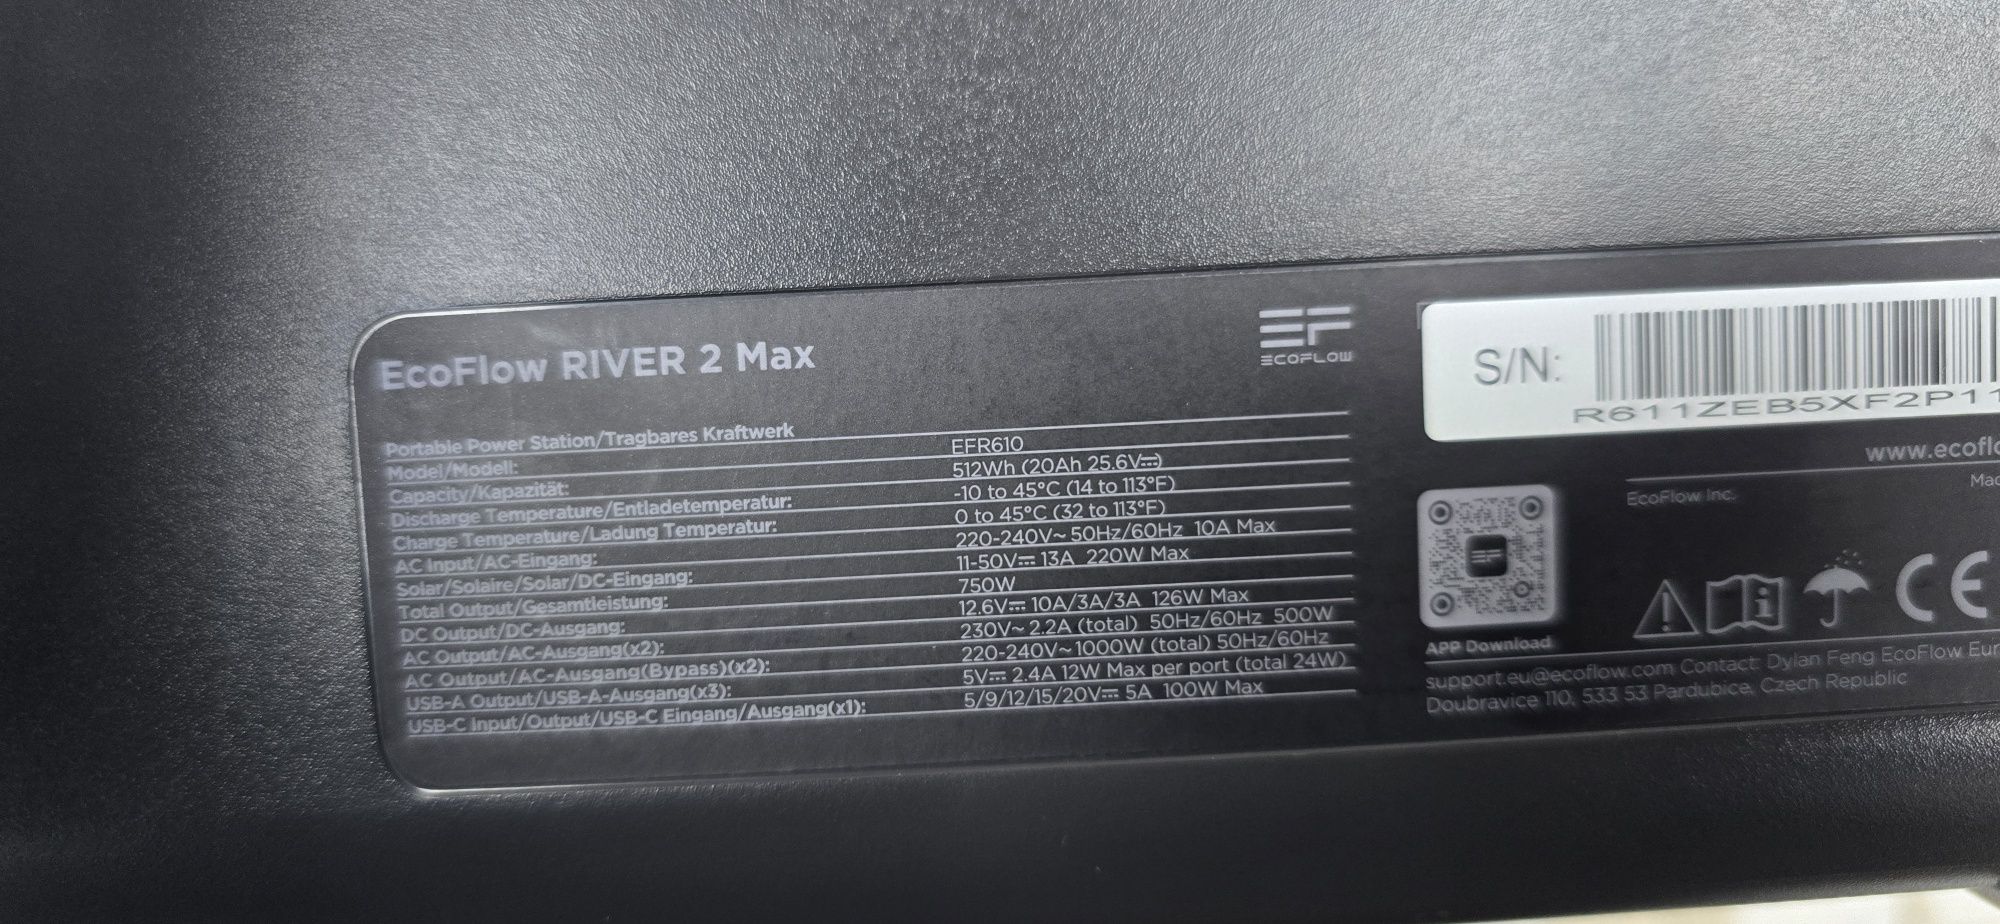 EcoFlow RIVER 2 Max
EF
ECOFLOW
Portable Power Station/Tragbares Kraftwerk
Model/Modell: EFR610
Capacity/Kapazität: 512Wh (20Ah 25.6V⎓)
Discharge Temperature/Entladetemperatur: -10 to 45°C (14 to 113°F)
Charge Temperature/Ladung Temperatur: 0 to 45°C (32 to 113°F)
AC Input/AC-Eingang: 220-240V~ 50Hz/60Hz 10A Max
Solar/Solaire/Solar/DC-Eingang: 11-50V⎓ 13A 220W Max
Total Output/Gesamtleistung: 750W
DC Output/DC-Ausgang: 12.6V⎓ 10A/3A/3A 126W Max
AC Output/AC-Ausgang(x2): 230V~ 2.2A (total) 50Hz/60Hz 500W
AC Output/AC-Ausgang(Bypass)(x2): 220-240V~ 1000W (total) 50Hz/60Hz
USB-A Output/USB-A-Ausgang(x3): 5V⎓ 2.4A 12W Max per port (total 24W)
USB-C Input/Output/USB-C Eingang/Ausgang(x1): 5/9/12/15/20V⎓ 5A 100W Max
S/N:
R611ZEB5XF2P11
www.ecoflo
EcoFlow Inc.
Mad
EF
APP Download
CE
support.eu@ecoflow.com Contact: Dylan Feng EcoFlow Eur
Doubravice 110, 533 53 Pardubice, Czech Republic